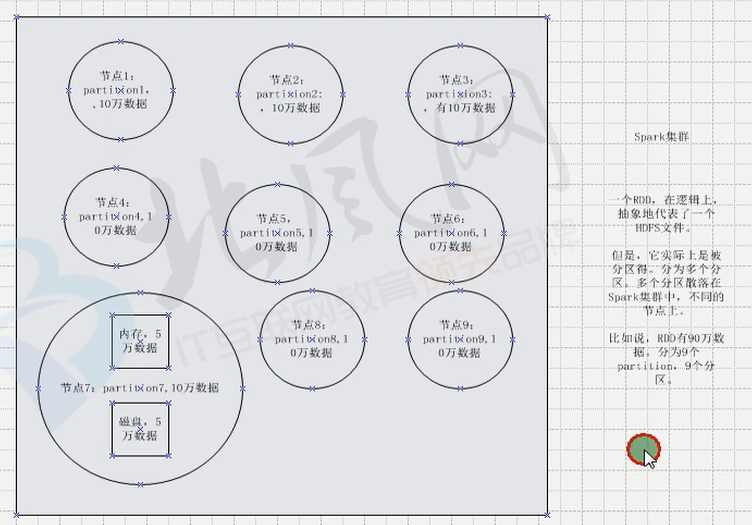 节点1:
partition1,
,10万数据
节点2:
partition2:
,10万数据
节点3:
partition3:
,有10万数据
Spark集群
节点4:
partition4,1
0万数据
节点5,
partition5,1
0万数据
节点6:
partition6,1
0万数据
一个RDD,在逻辑上,
抽象地代表了一个
HDFS文件。
但是,它实际上是被
分区得。分为多个分
区。多个分区散落在
Spark集群中,不同的
节点上。
比如说,RDD有90万数
据。分为9个
partition,9个分
区。
内存,5
万数据
节点7:partition7,10万数据
磁盘,5
万数据
节点8:
partition8,1
0万数据
节点9:
partition9,1
0万数据
北风网
IT互联网教育领先品牌